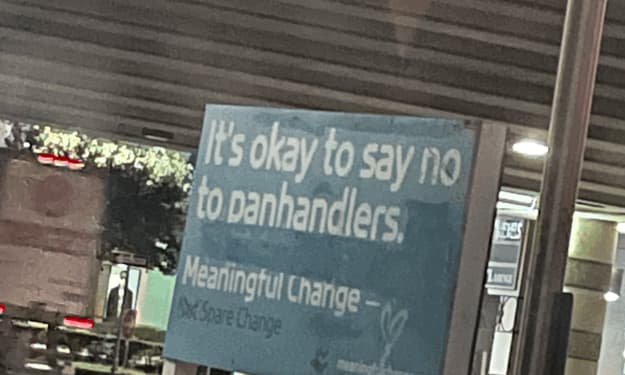 It's okay to say no
to panhandlers.
Meaningful Change –
Not Spare Change